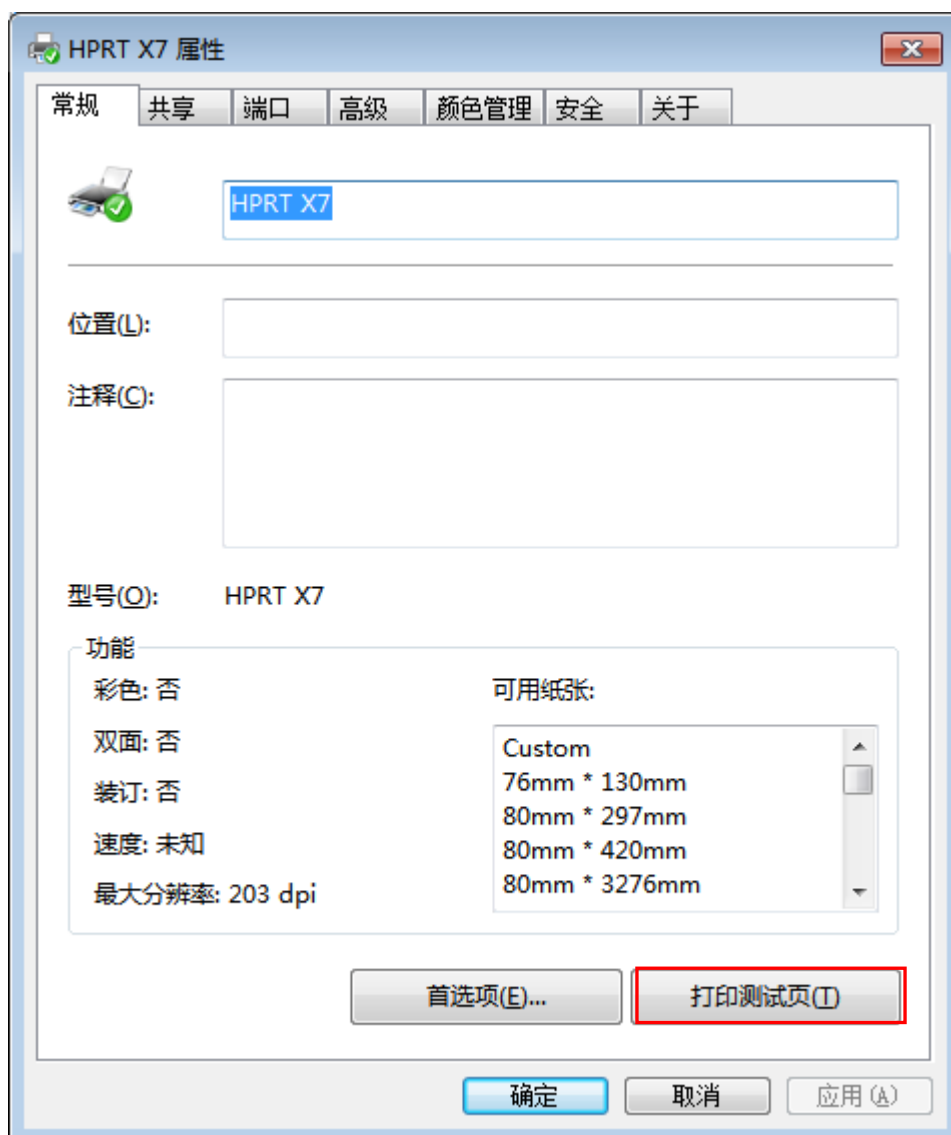 HPRT X7 属性
常规 共享 端口 高级 颜色管理 安全 关于
HPRT X7
位置(L):
注释(C):
型号(O): HPRT X7
功能
彩色: 否
双面: 否
装订: 否
速度: 未知
最大分辨率: 203 dpi
可用纸张:
Custom
76mm * 130mm
80mm * 297mm
80mm * 420mm
80mm * 3276mm
首选项(E)... 打印测试页(T)
确定 取消 应用(A)